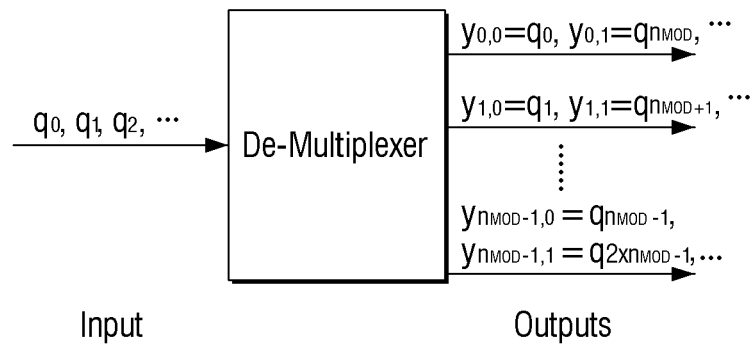 y0,0=q0, y0,1=qnMOD, ...
q0, q1, q2, ...
De-Multiplexer
y1,0=q1, y1,1=qnMOD+1, ...
ynMOD-1,0 = qnMOD-1,
ynMOD-1,1 = q2xnMOD-1, ...
Input
Outputs